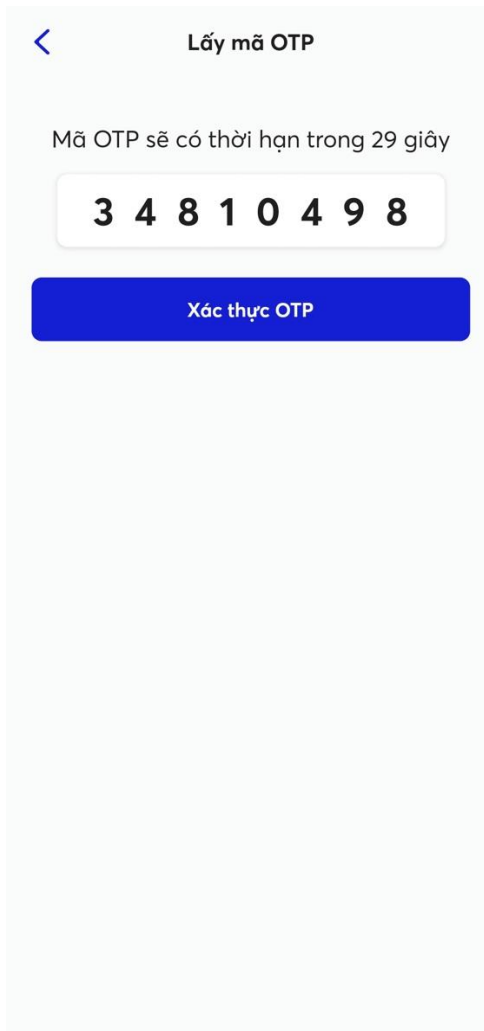 Lấy mã OTP
Mã OTP sẽ có thời hạn trong 29 giây
3 4 8 1 0 4 9 8
Xác thực OTP